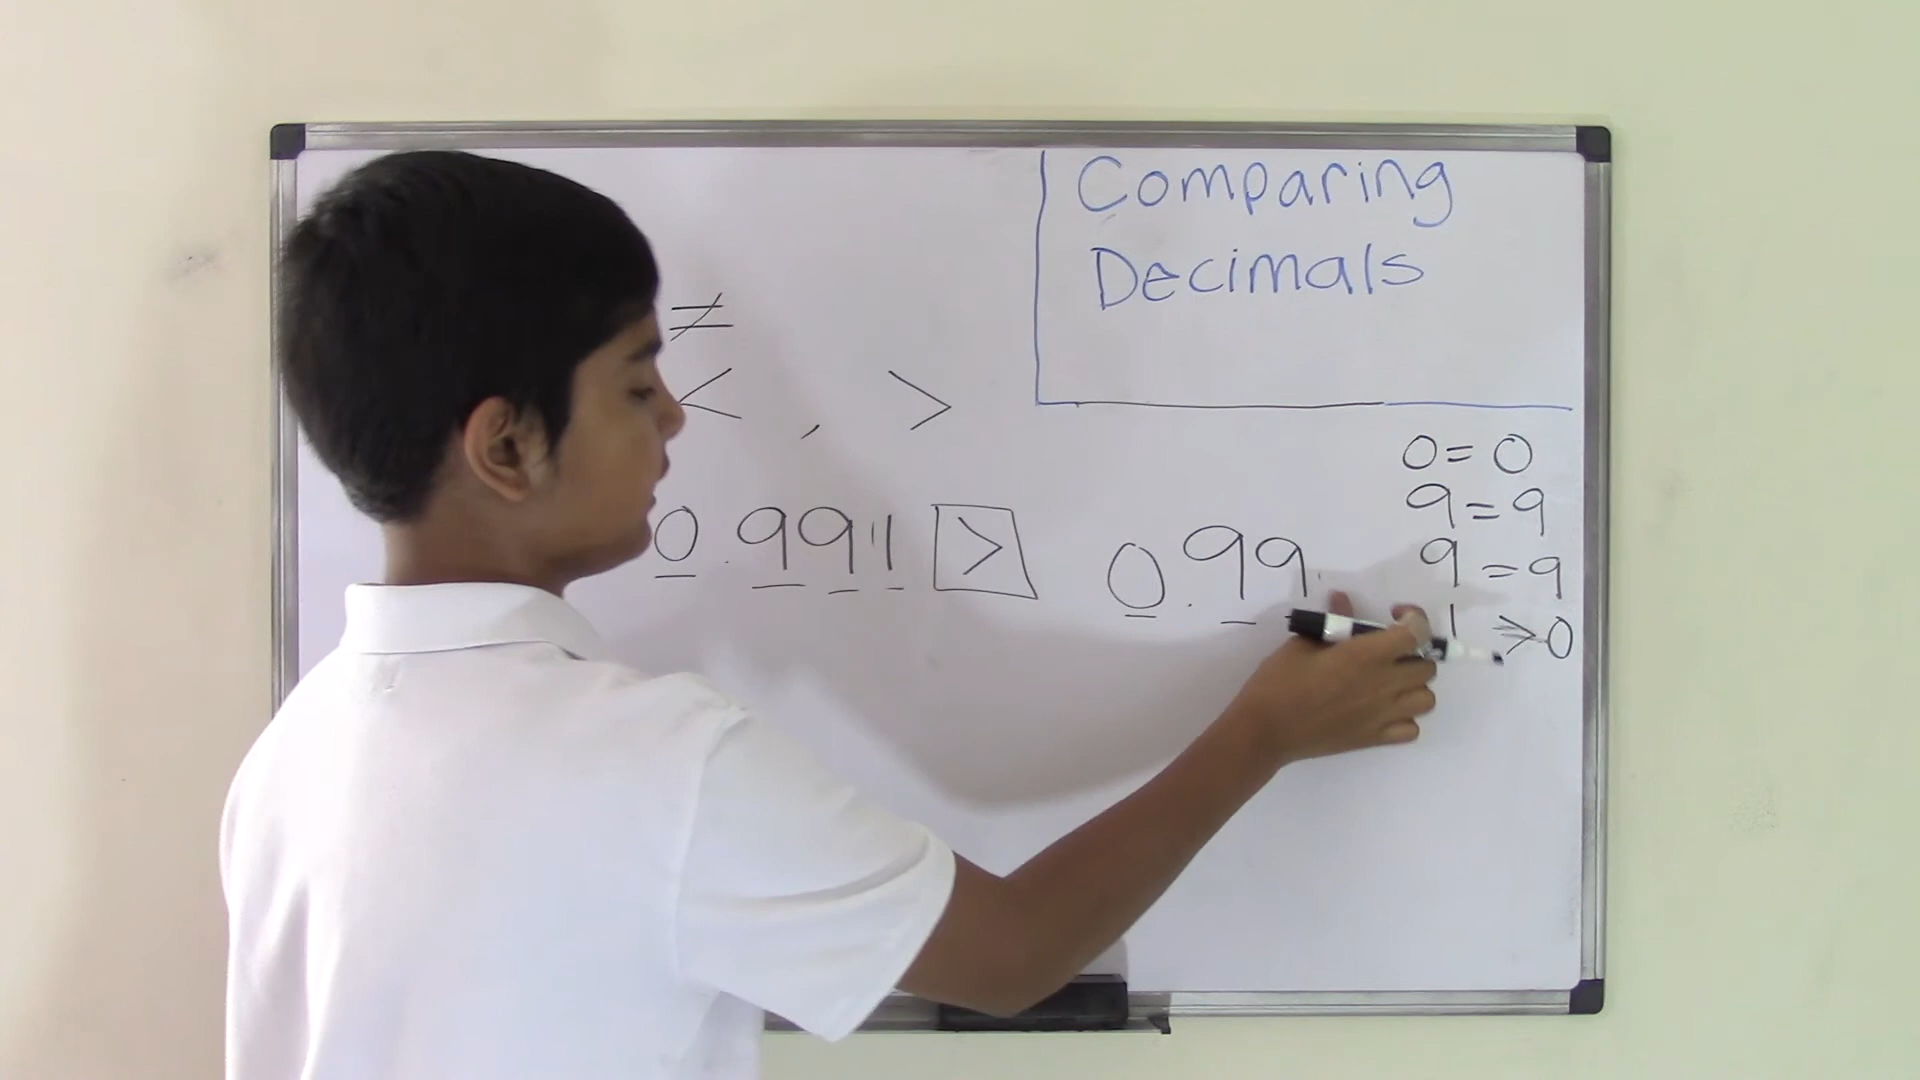 Comparing
Decimals
≠
< , >
0.991 > 0.99
0=0
9=9
9=9
1 >0